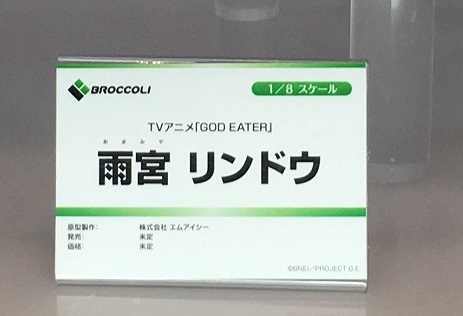 BROCCOLI
1/8 スケール
TVアニメ「GOD EATER」
あまみや
雨宮 リンドウ
原型製作: 株式会社 エムアイシー
発売: 未定
価格: 未定
©BNEI/PROJECT G.E.